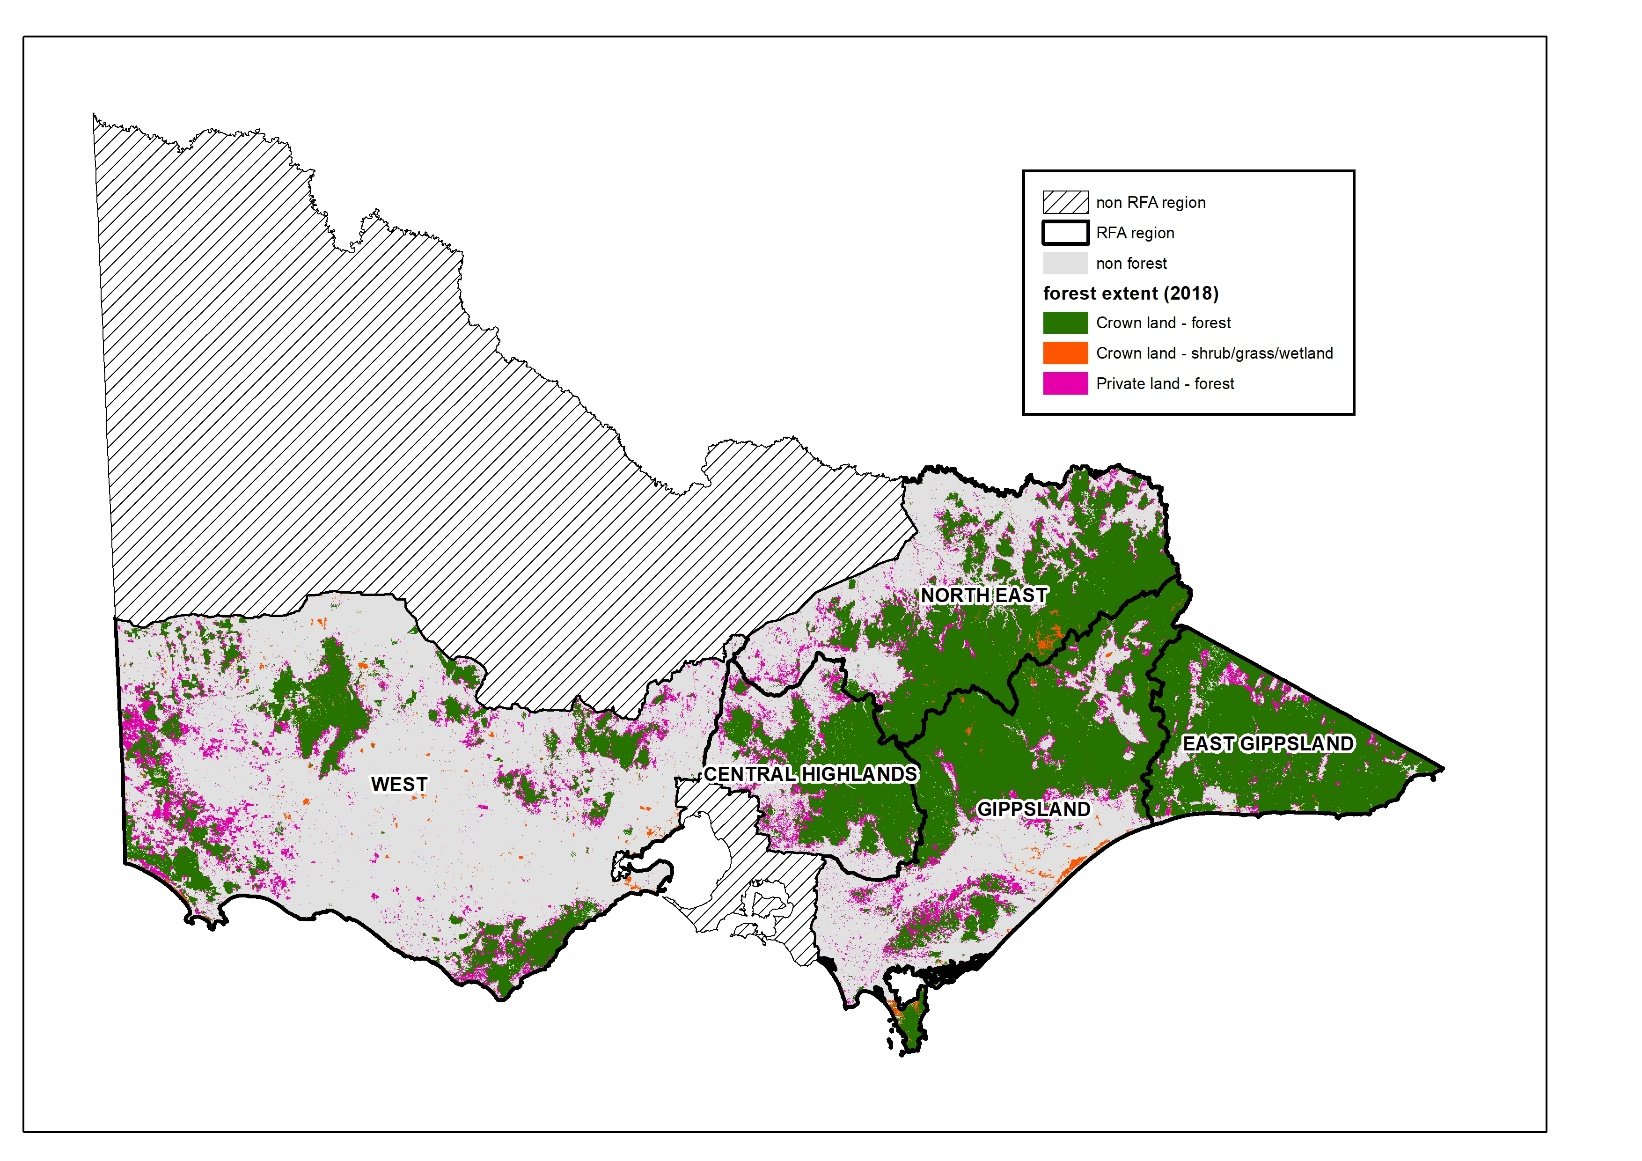 non RFA region
RFA region
non forest
forest extent (2018)
Crown land - forest
Crown land - shrub/grass/wetland
Private land - forest
NORTH EAST
EAST GIPPSLAND
CENTRAL HIGHLANDS
WEST
GIPPSLAND